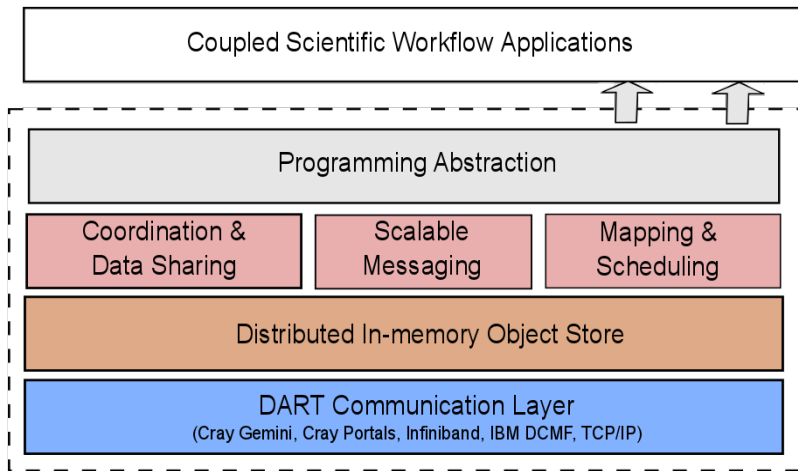 Coupled Scientific Workflow Applications
Programming Abstraction
Coordination &
Data Sharing
Scalable
Messaging
Mapping &
Scheduling
Distributed In-memory Object Store
DART Communication Layer
(Cray Gemini, Cray Portals, Infiniband, IBM DCMF, TCP/IP)